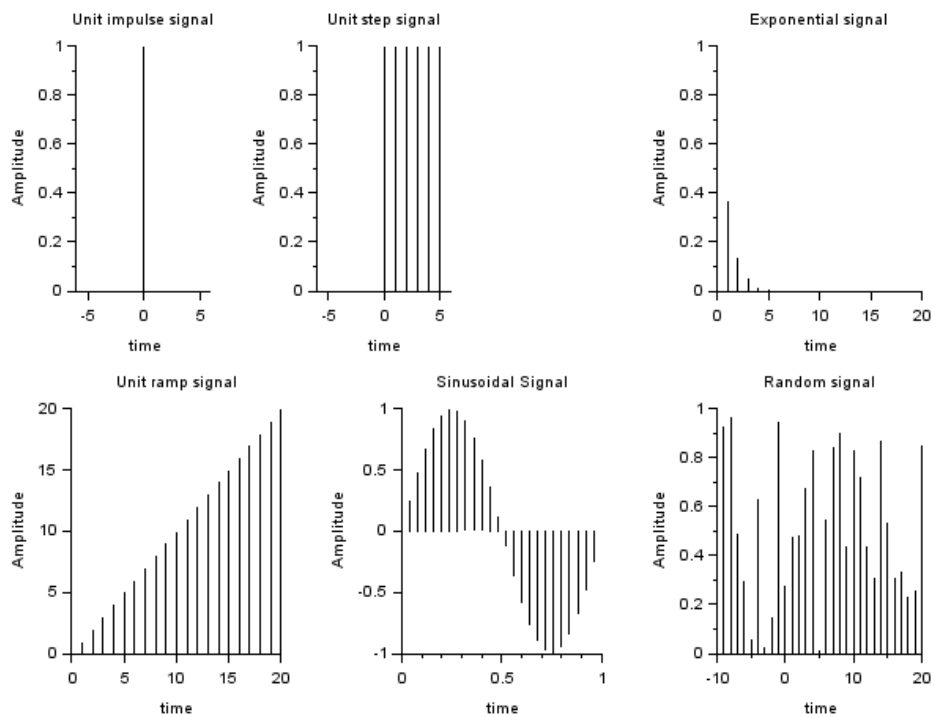 Unit impulse signal
Unit step signal
Exponential signal
1
0.8
0.6
0.4
0.2
0
Amplitude
-5 0 5
time
1
0.8
0.6
0.4
0.2
0
Amplitude
-5 0 5
time
1
0.8
0.6
0.4
0.2
0
Amplitude
0 5 10 15 20
time
Unit ramp signal
Sinusoidal Signal
Random signal
20
15
10
5
0
Amplitude
0 5 10 15 20
time
1
0.5
0
-0.5
-1
Amplitude
0 0.5 1
time
1
0.8
0.6
0.4
0.2
0
Amplitude
-10 0 10 20
time